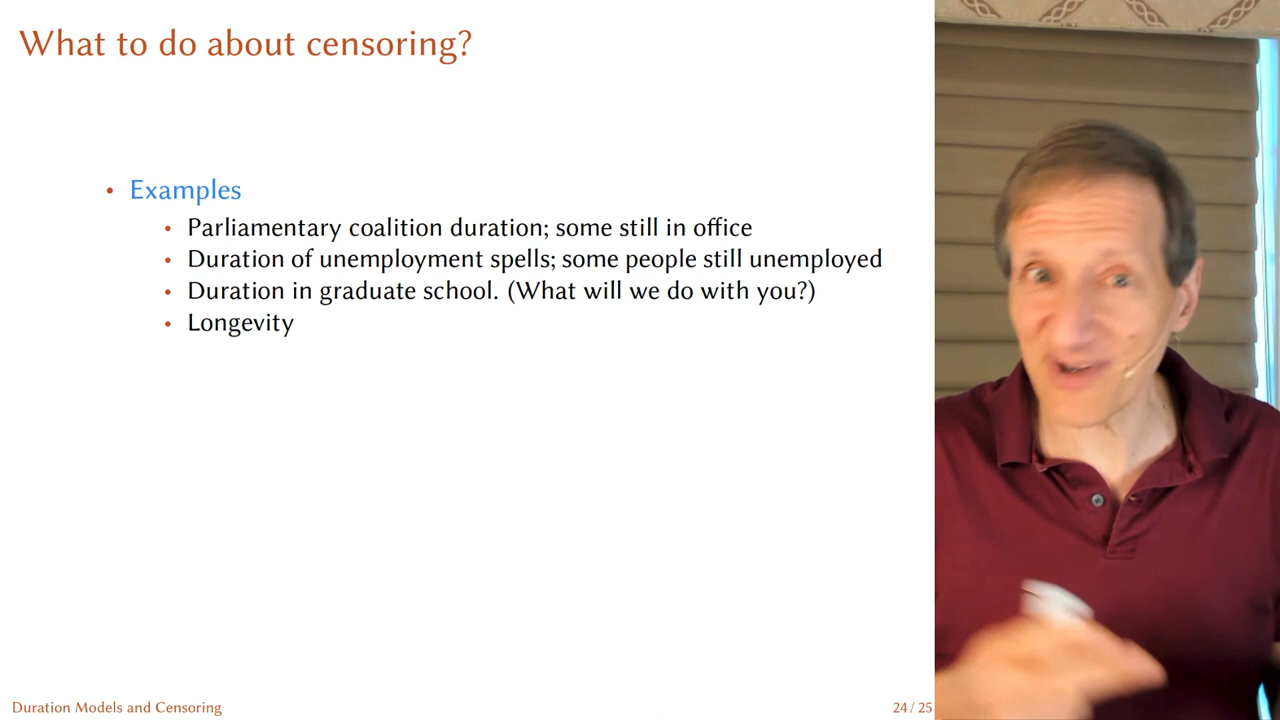 What to do about censoring?
• Examples
• Parliamentary coalition duration; some still in office
• Duration of unemployment spells; some people still unemployed
• Duration in graduate school. (What will we do with you?)
• Longevity
Duration Models and Censoring
24 / 25